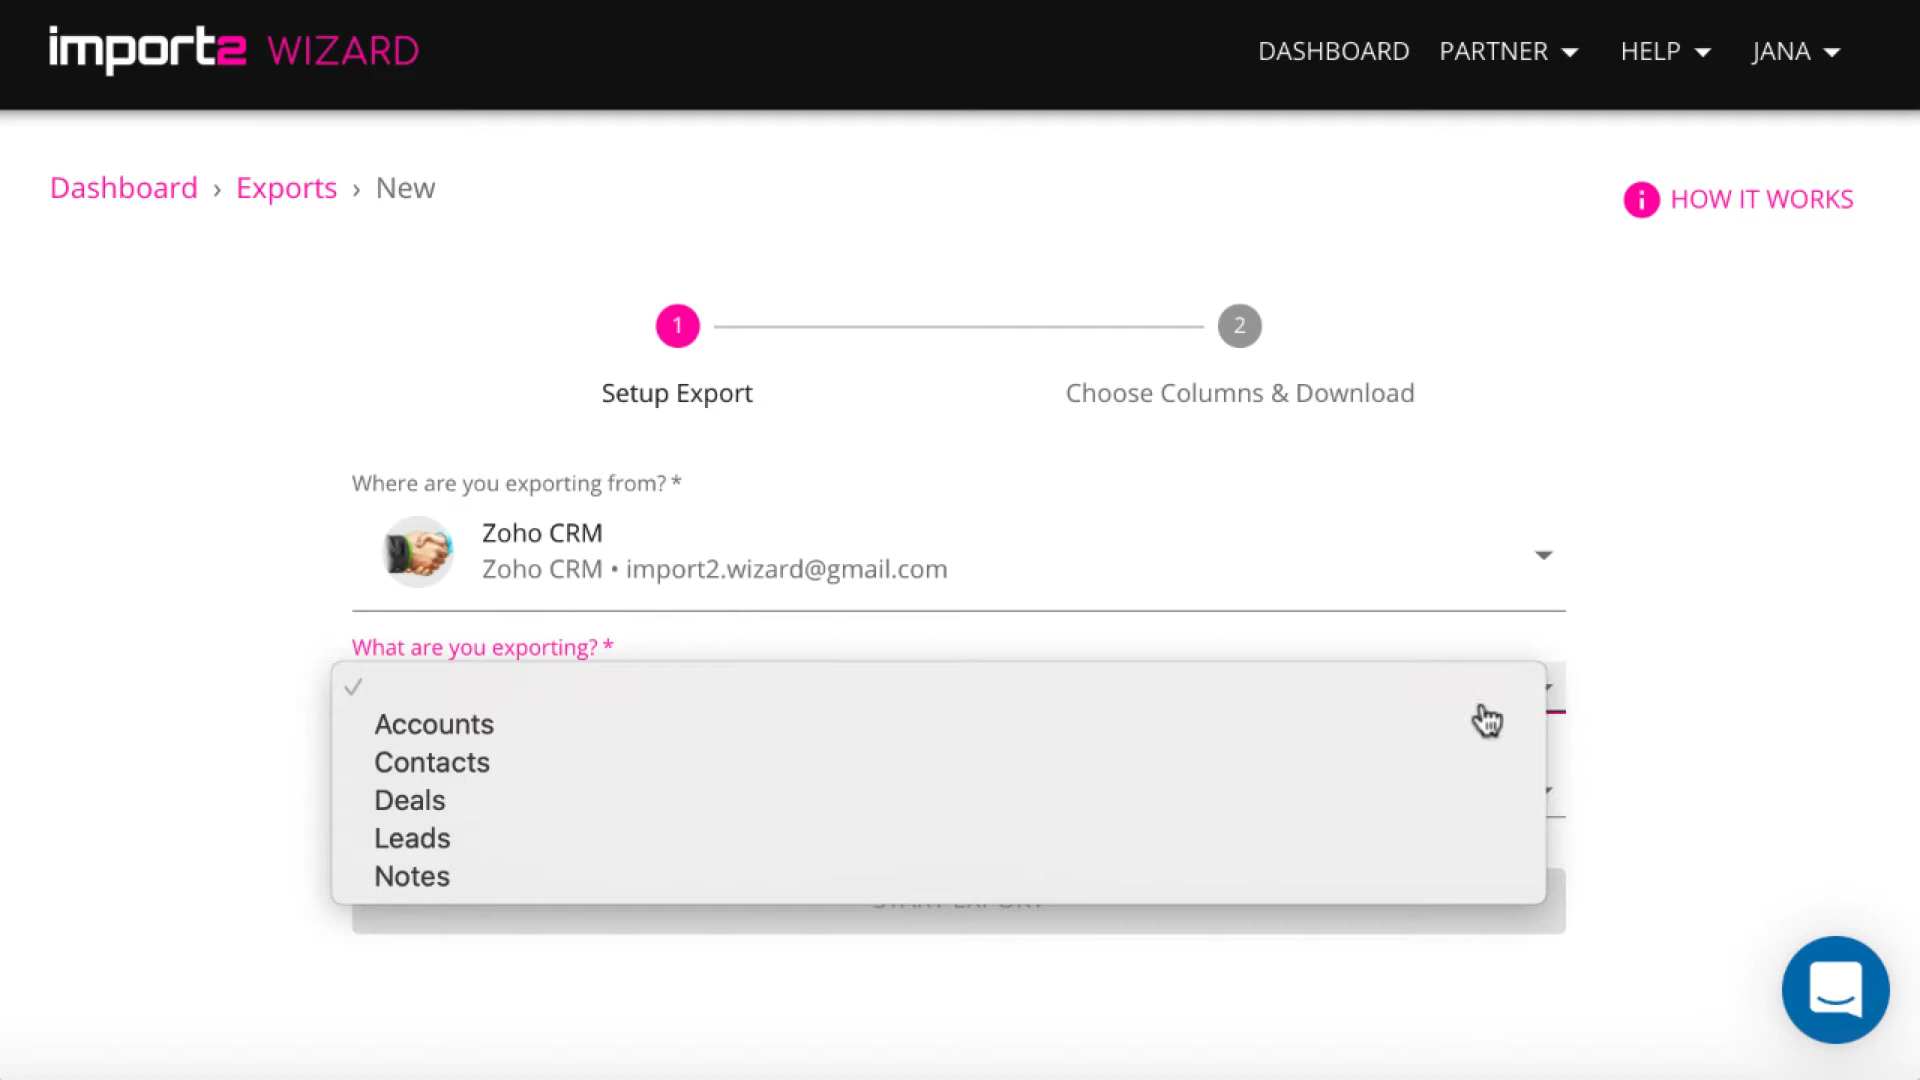 import2 WIZARD
DASHBOARD PARTNER HELP JANA
Dashboard › Exports › New
i HOW IT WORKS
1
2
Setup Export
Choose Columns & Download
Where are you exporting from? *
Zoho CRM
Zoho CRM • import2.wizard@gmail.com
What are you exporting? *
Accounts
Contacts
Deals
Leads
Notes